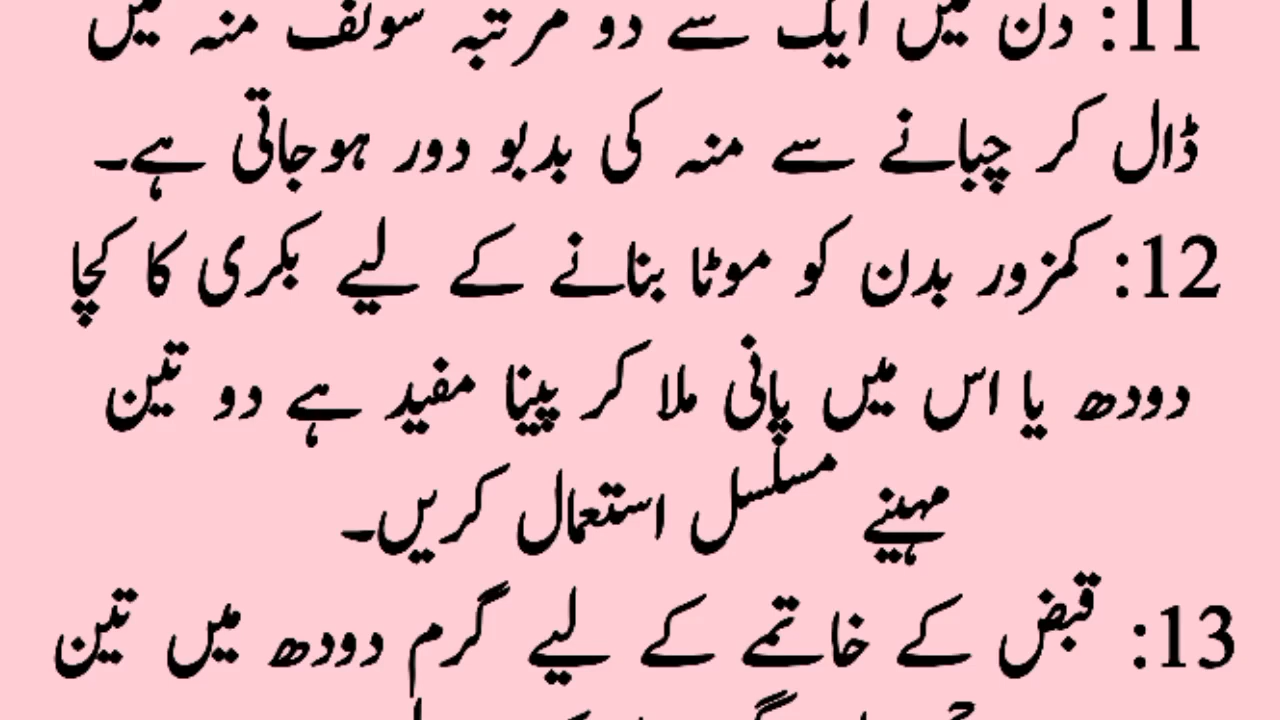 11: دن میں ایک سے دو مرتبہ سونف منہ میں
ڈال کر چبانے سے منہ کی بدبو دور ہوجاتی ہے۔
12: کمزور بدن کو موٹا بنانے کے لیے بکری کا کچا
دودھ یا اس میں پانی ملا کر پینا مفید ہے دو تین
مہینے مسلسل استعمال کریں۔
13: قبض کے خاتمے کے لیے گرم دودھ میں تین